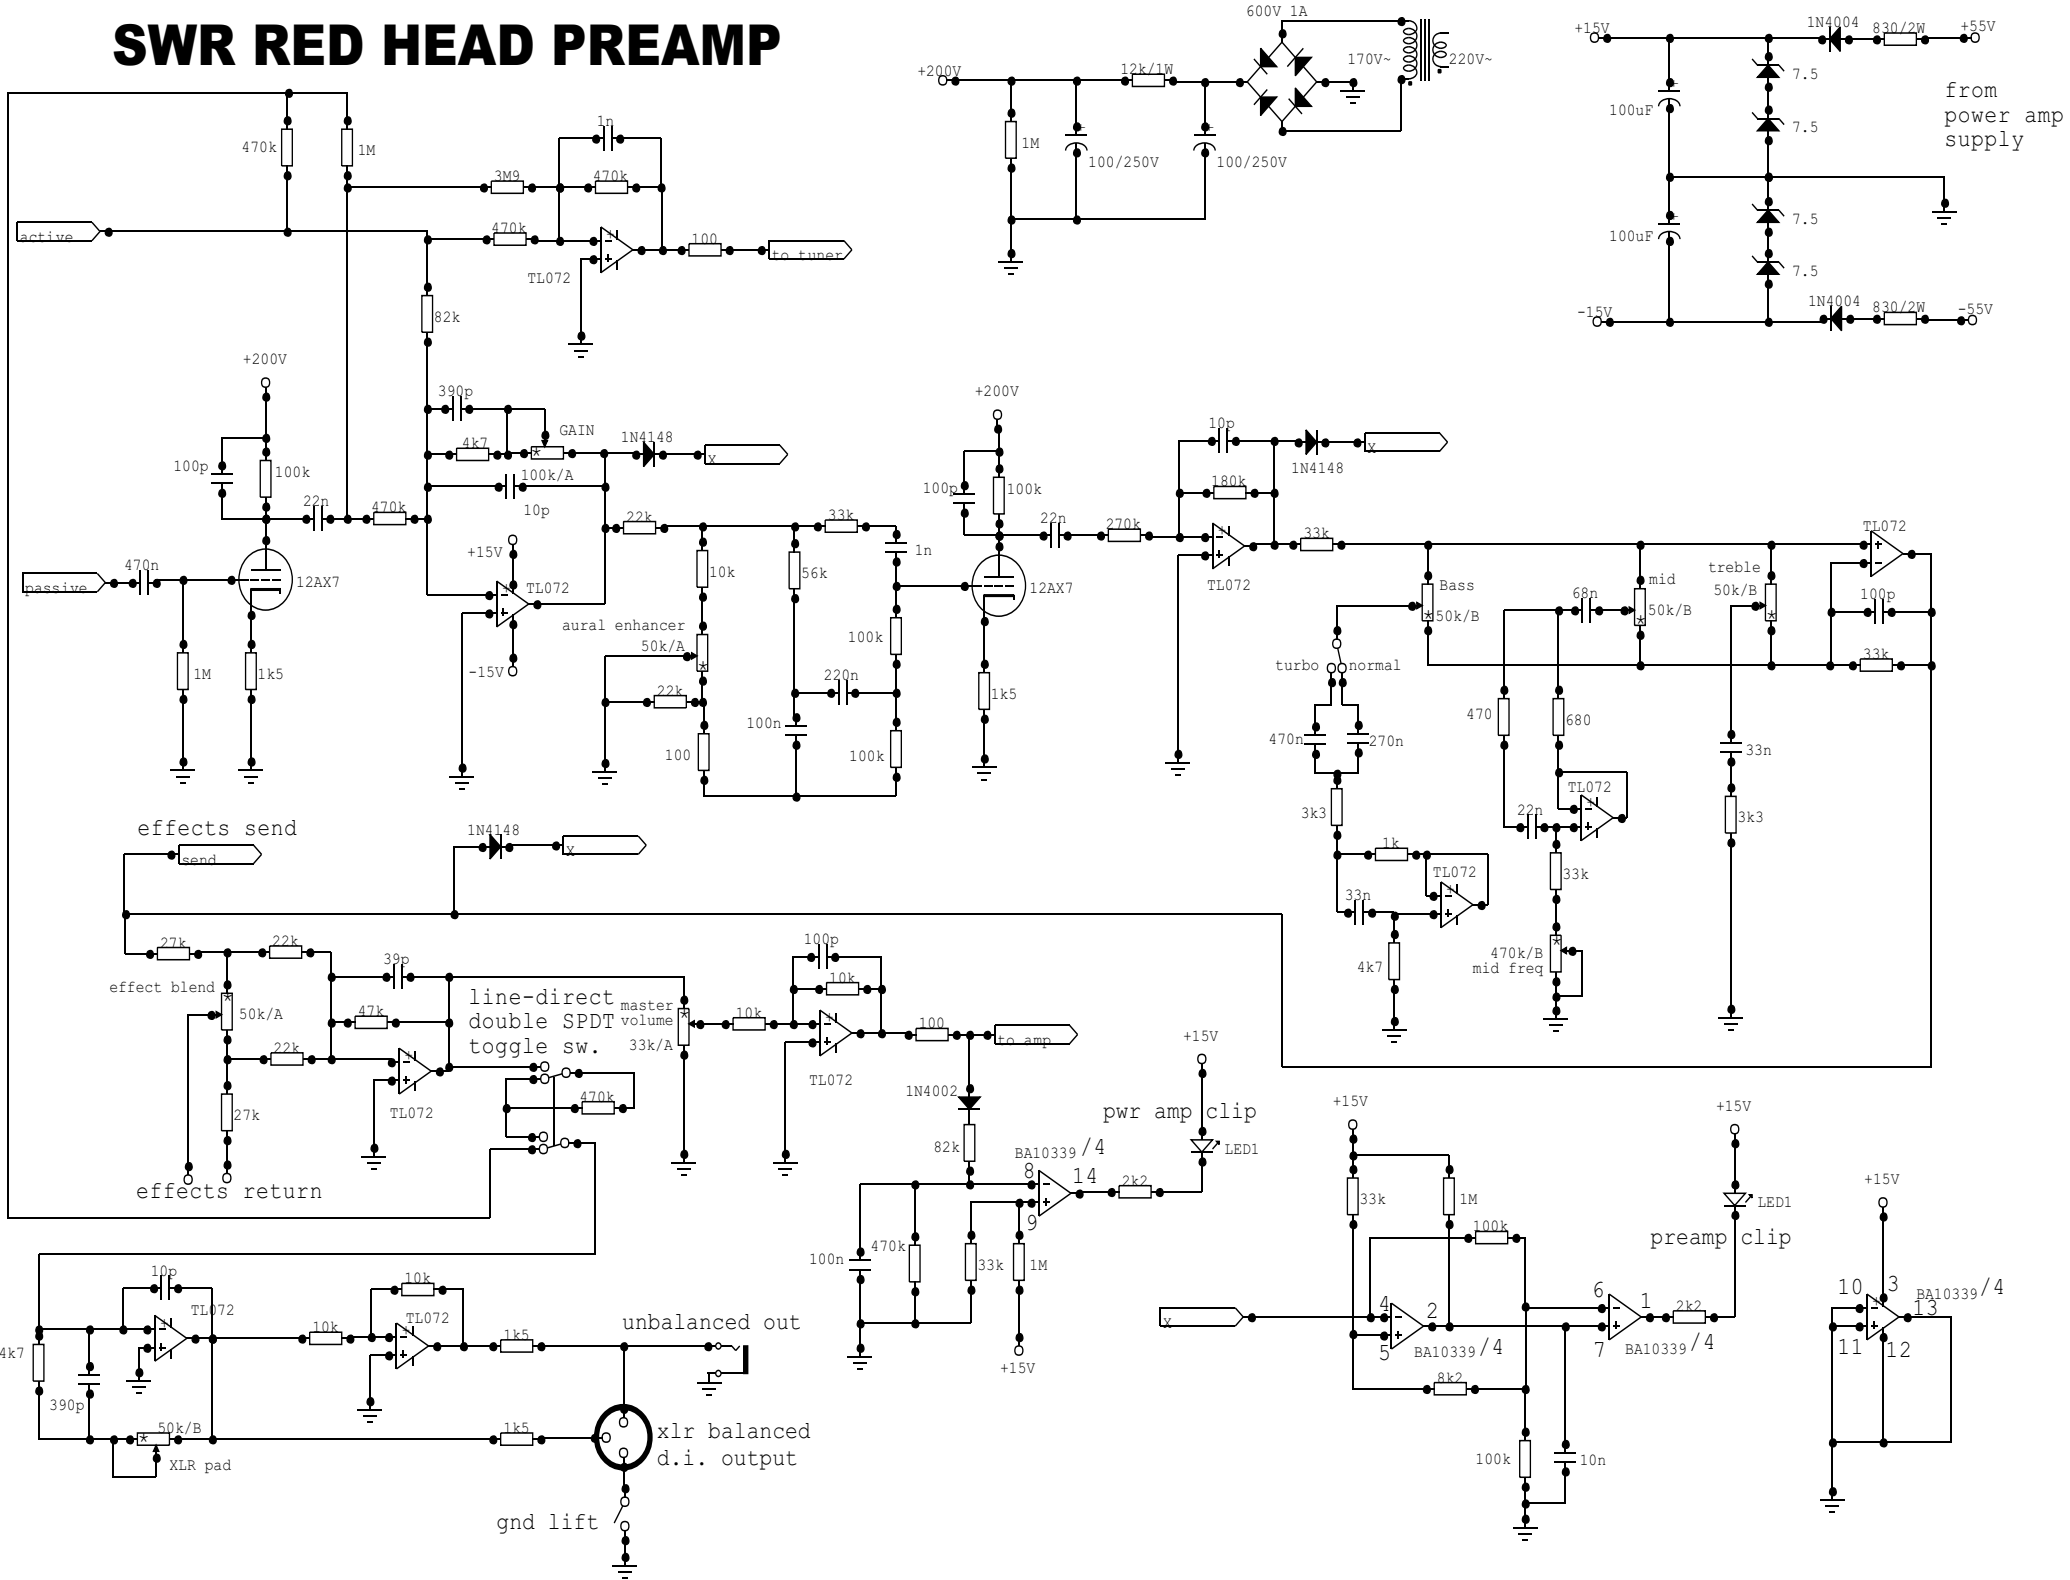 SWR RED HEAD PREAMP
600V 1A
170V~
220V~
+200V
12k/1W
1M
100/250V
100/250V
+15V
1N4004
830/2W
+55V
7.5
100uF
7.5
from
power amp
supply
7.5
100uF
7.5
-15V
1N4004
830/2W
-55V
470k
1M
1n
3M9
470k
active
470k
TL072
100
to tuner
82k
+200V
390p
4k7
GAIN
1N4148
X
100k/A
10p
100p
100k
22n
470k
470n
passive
12AX7
1M
1k5
+15V
TL072
-15V
22k
33k
1n
10k
56k
aural enhancer
50k/A
100k
22k
220n
100n
100
100k
+200V
100p
100k
22n
270k
12AX7
1k5
10p
1N4148
X
180k
TL072
33k
TL072
Bass
50k/B
mid
68n
50k/B
treble
50k/B
100p
33k
turbo
normal
470n
270n
470
680
33n
3k3
TL072
22n
3k3
1k
TL072
33k
33n
4k7
470k/B
mid freq
effects send
send
1N4148
X
27k
22k
39p
effect blend
50k/A
47k
22k
TL072
27k
effects return
line-direct
double SPDT
toggle sw.
470k
master
volume
33k/A
10k
100p
10k
TL072
100
to amp
1N4002
82k
pwr amp clip
+15V
LED1
BA10339/4
8
14
9
2k2
100n
470k
33k
1M
+15V
+15V
33k
1M
100k
X
4
2
5
BA10339/4
8k2
6
1
7
BA10339/4
2k2
+15V
LED1
preamp clip
100k
10n
+15V
10
3
BA10339/4
13
11
12
10p
TL072
4k7
390p
50k/B
XLR pad
10k
10k
TL072
1k5
unbalanced out
1k5
xlr balanced
d.i. output
gnd lift